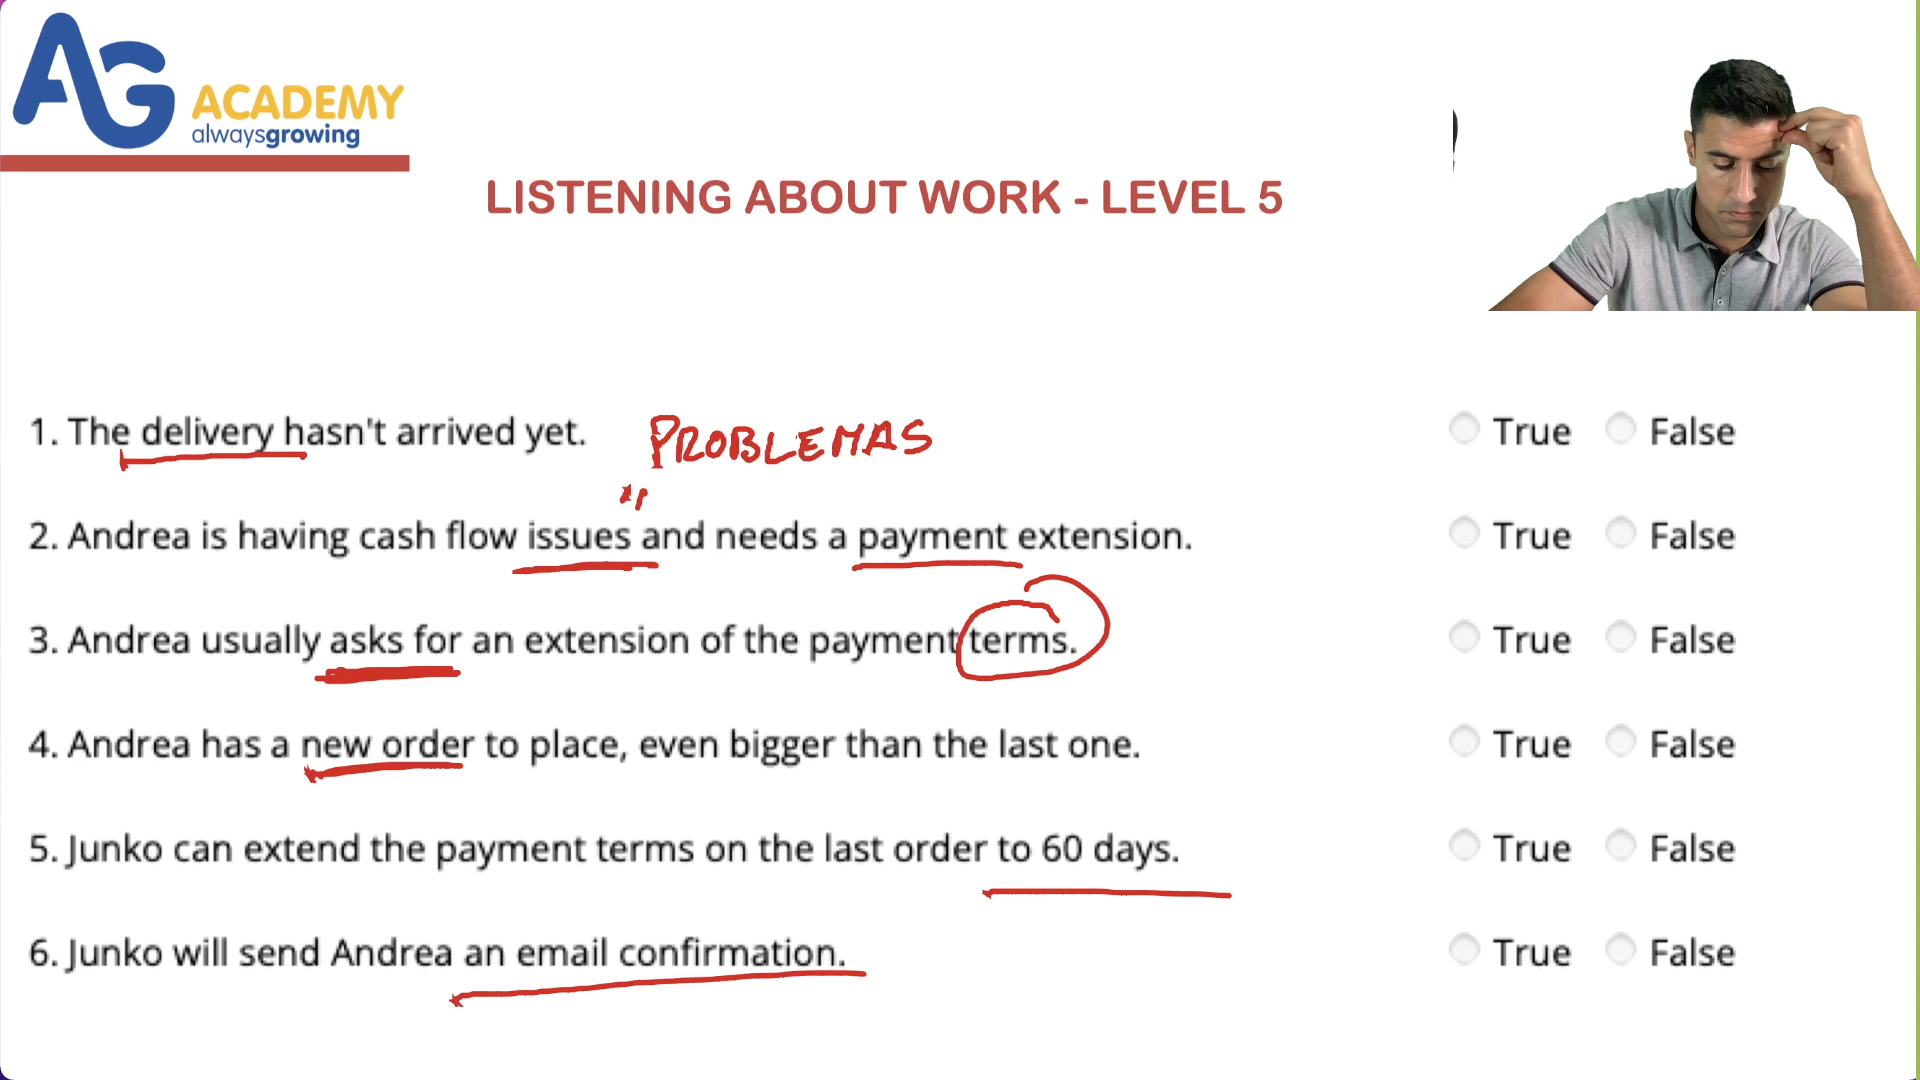 AG ACADEMY
alwaysgrowing
LISTENING ABOUT WORK - LEVEL 5
1. The delivery hasn't arrived yet. PROBLEMAS True False
2. Andrea is having cash flow issues and needs a payment extension. True False
3. Andrea usually asks for an extension of the payment terms. True False
4. Andrea has a new order to place, even bigger than the last one. True False
5. Junko can extend the payment terms on the last order to 60 days. True False
6. Junko will send Andrea an email confirmation. True False